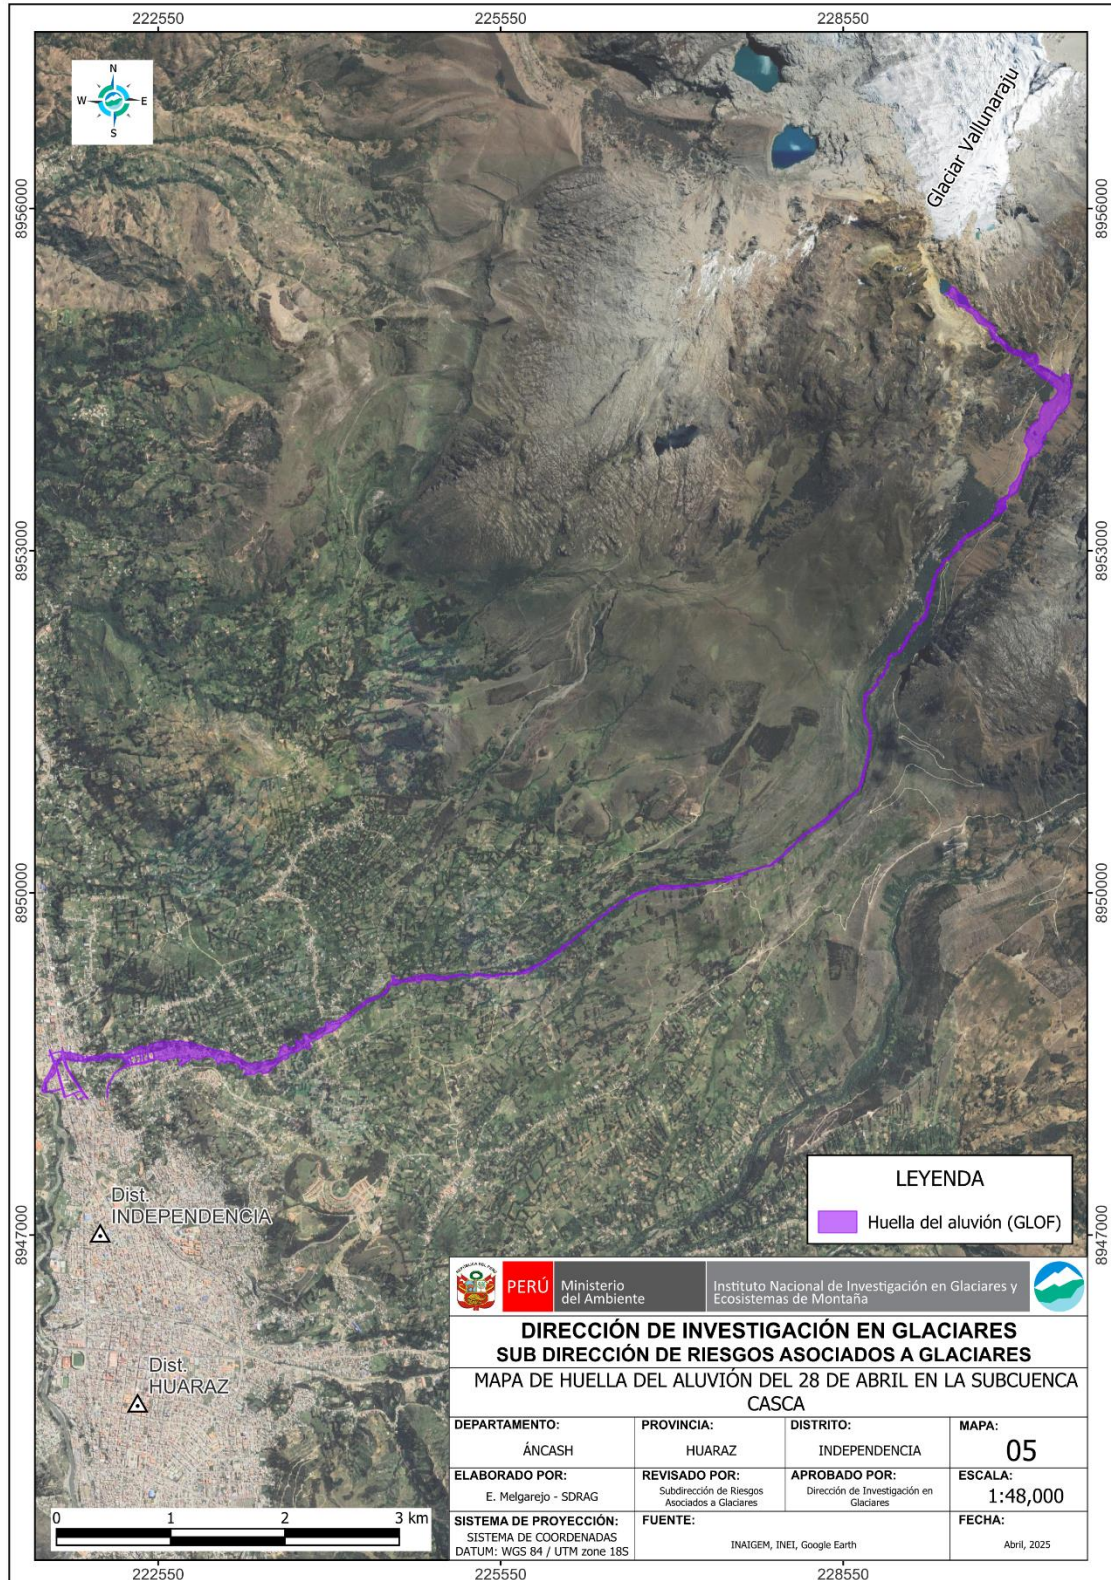 222550
225550
228550
N
W
E
S
Glaciar Vallunaraju
8956000
8956000
8953000
8953000
8950000
8950000
8947000
8947000
Dist.
INDEPENDENCIA
Dist.
HUARAZ
LEYENDA
Huella del aluvión (GLOF)
PERÚ
Ministerio
del Ambiente
Instituto Nacional de Investigación en Glaciares y
Ecosistemas de Montaña
DIRECCIÓN DE INVESTIGACIÓN EN GLACIARES
SUB DIRECCIÓN DE RIESGOS ASOCIADOS A GLACIARES
MAPA DE HUELLA DEL ALUVIÓN DEL 28 DE ABRIL EN LA SUBCUENCA
CASCA
DEPARTAMENTO:
ÁNCASH
PROVINCIA:
HUARAZ
DISTRITO:
INDEPENDENCIA
MAPA:
05
ELABORADO POR:
E. Melgarejo - SDRAG
REVISADO POR:
Subdirección de Riesgos
Asociados a Glaciares
APROBADO POR:
Dirección de Investigación en
Glaciares
ESCALA:
1:48,000
SISTEMA DE PROYECCIÓN:
SISTEMA DE COORDENADAS
DATUM: WGS 84 / UTM zone 18S
FUENTE:
INAIGEM, INEI, Google Earth
FECHA:
Abril, 2025
0 1 2 3 km
222550
225550
228550